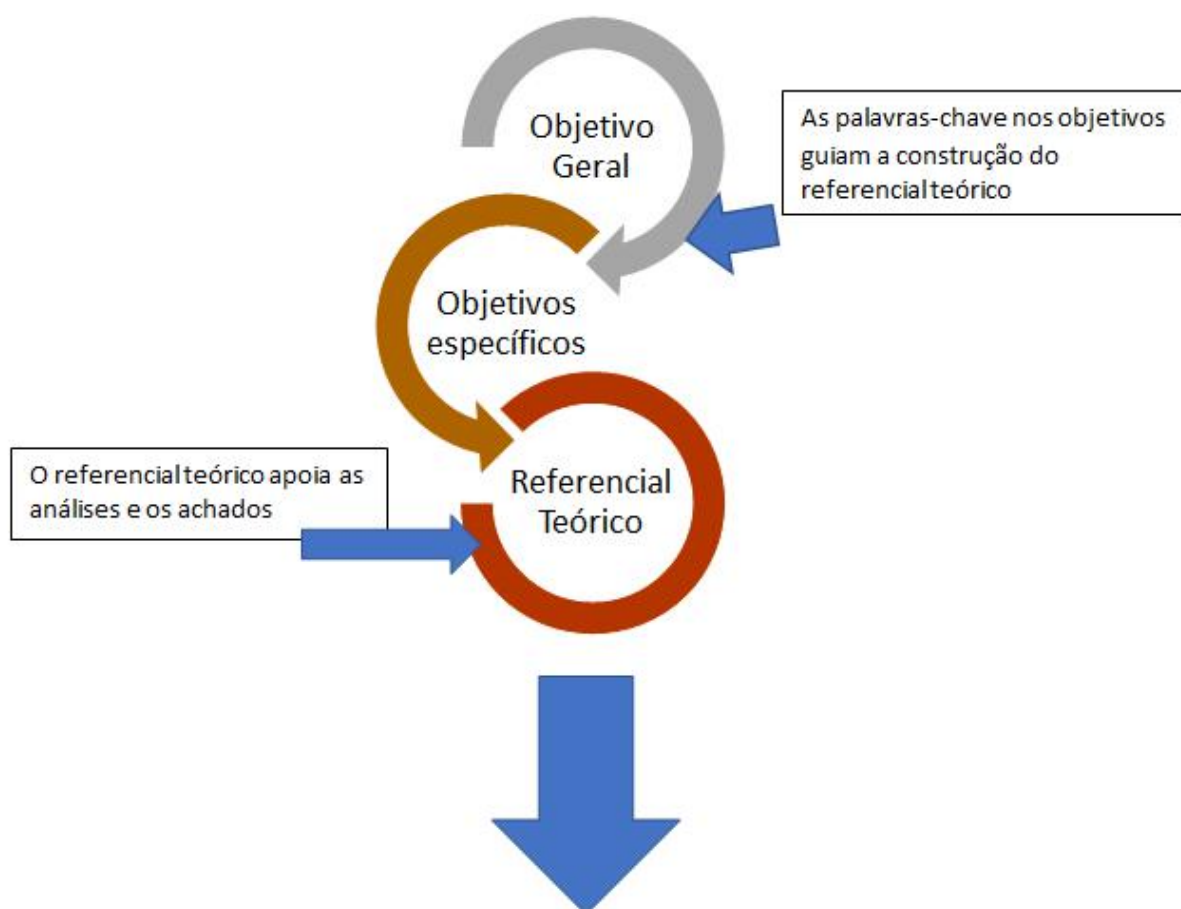 Objetivo
Geral
As palavras-chave nos objetivos
guiam a construção do
referencial teórico
Objetivos
específicos
O referencial teórico apoia as
análises e os achados
Referencial
Teórico